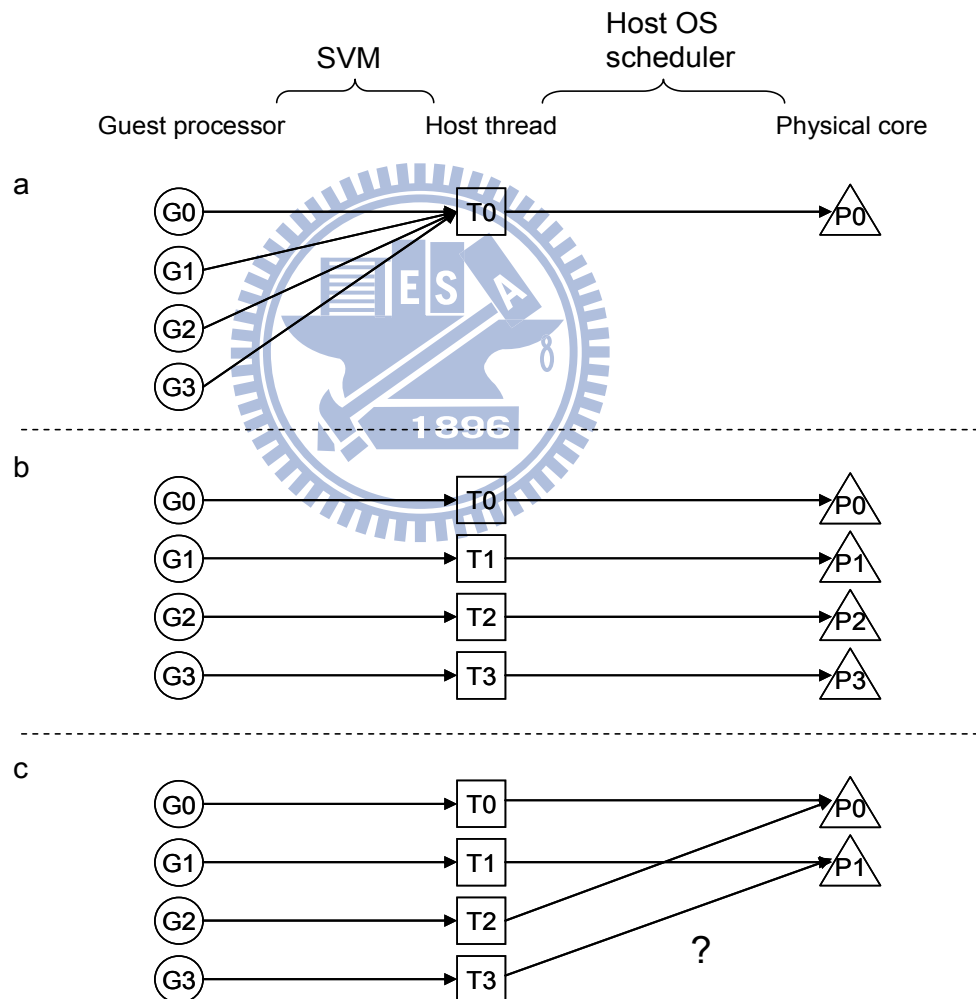 SVM
Host OS
scheduler
Guest processor
Host thread
Physical core
a
G0
T0
P0
G1
G2
G3
E S A
1896
b
G0
T0
P0
G1
T1
P1
G2
T2
P2
G3
T3
P3
c
G0
T0
P0
G1
T1
P1
G2
T2
?
G3
T3